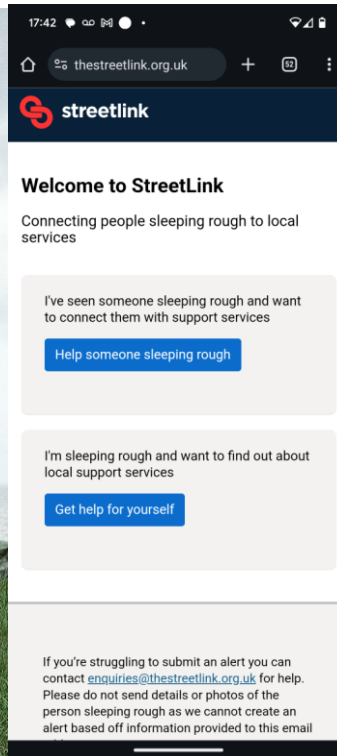 17:42
thestreetlink.org.uk
52
streetlink
Welcome to StreetLink
Connecting people sleeping rough to local
services
I've seen someone sleeping rough and want
to connect them with support services
Help someone sleeping rough
I'm sleeping rough and want to find out about
local support services
Get help for yourself
If you're struggling to submit an alert you can
contact enquiries@thestreetlink.org.uk for help.
Please do not send details or photos of the
person sleeping rough as we cannot create an
alert based off information provided to this email